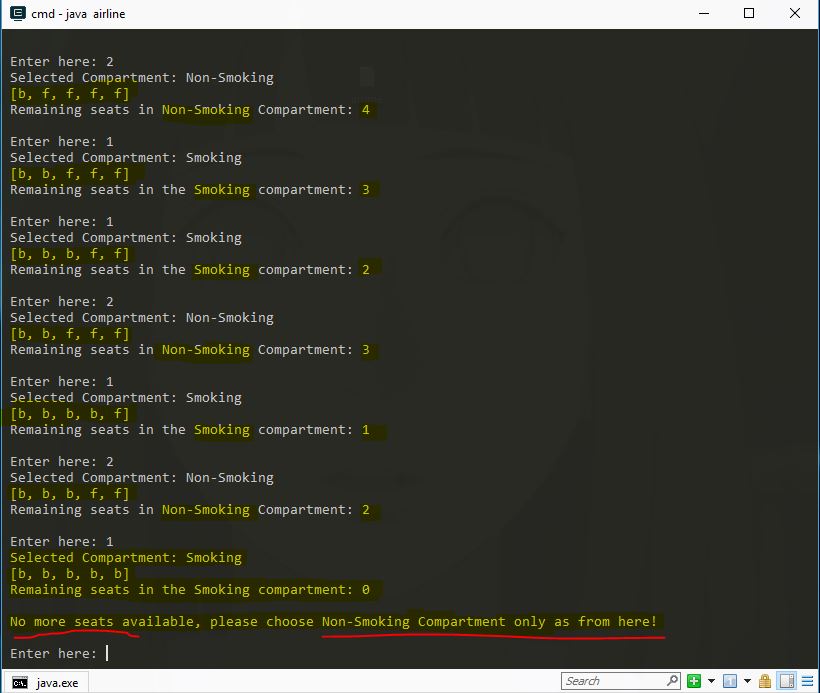 cmd - java airline
Enter here: 2
Selected Compartment: Non-Smoking
[b, f, f, f, f]
Remaining seats in Non-Smoking Compartment: 4
Enter here: 1
Selected Compartment: Smoking
[b, b, f, f, f]
Remaining seats in the Smoking compartment: 3
Enter here: 1
Selected Compartment: Smoking
[b, b, b, f, f]
Remaining seats in the Smoking compartment: 2
Enter here: 2
Selected Compartment: Non-Smoking
[b, b, f, f, f]
Remaining seats in Non-Smoking Compartment: 3
Enter here: 1
Selected Compartment: Smoking
[b, b, b, b, f]
Remaining seats in the Smoking compartment: 1
Enter here: 2
Selected Compartment: Non-Smoking
[b, b, b, f, f]
Remaining seats in Non-Smoking Compartment: 2
Enter here: 1
Selected Compartment: Smoking
[b, b, b, b, b]
Remaining seats in the Smoking compartment: 0
No more seats available, please choose Non-Smoking Compartment only as from here!
Enter here:
java.exe
Search